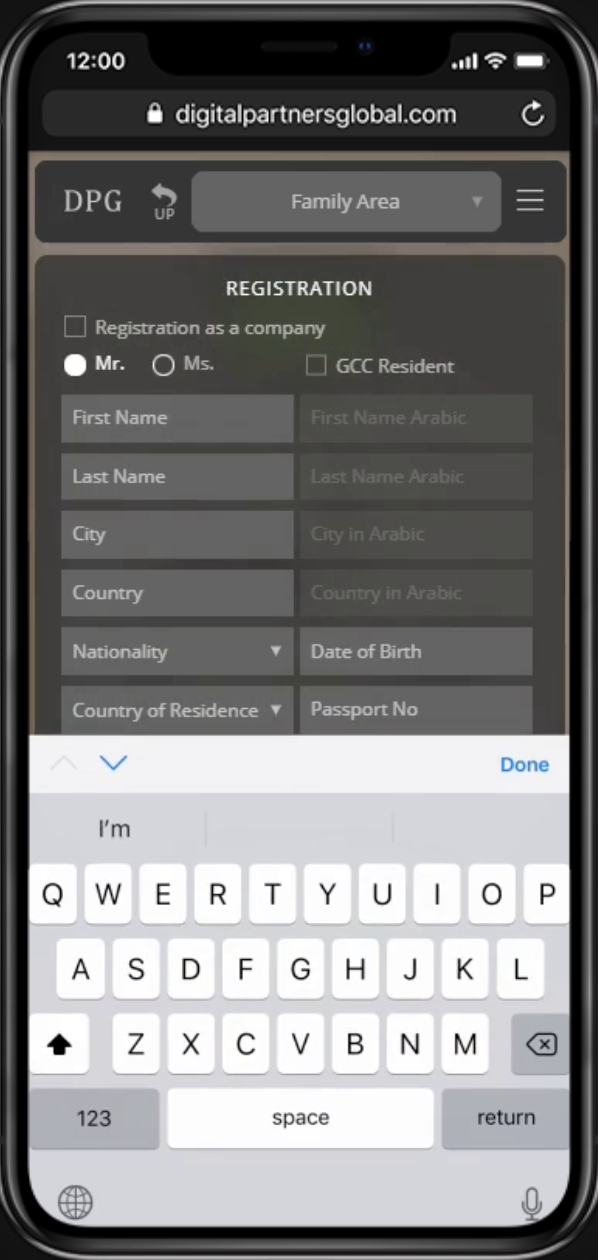 12:00
digitalpartnersglobal.com
DPG UP Family Area
REGISTRATION
Registration as a company
Mr. Ms. GCC Resident
First Name First Name Arabic
Last Name Last Name Arabic
City City in Arabic
Country Country in Arabic
Nationality Date of Birth
Country of Residence Passport No
Done
I'm
Q W E R T Y U I O P
A S D F G H J K L
Z X C V B N M
123 space return